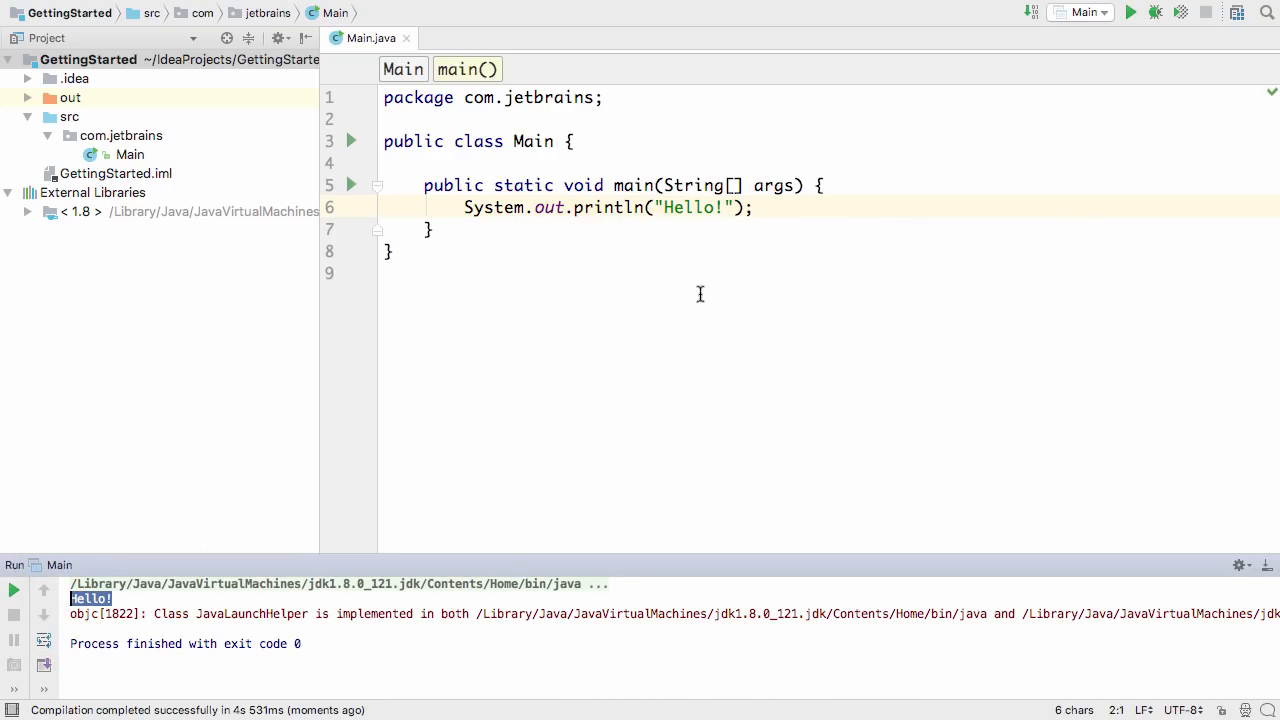 GettingStarted src com jetbrains Main
Main
Project
Main.java
GettingStarted ~/IdeaProjects/GettingStarte
.idea
out
src
com.jetbrains
Main
GettingStarted.iml
External Libraries
< 1.8 > /Library/Java/JavaVirtualMachines
Main main()
1 package com.jetbrains;
2
3 public class Main {
4
5 public static void main(String[] args) {
6 System.out.println("Hello!");
7 }
8 }
9
Run Main
/Library/Java/JavaVirtualMachines/jdk1.8.0_121.jdk/Contents/Home/bin/java ...
Hello!
objc[1822]: Class JavaLaunchHelper is implemented in both /Library/Java/JavaVirtualMachines/jdk1.8.0_121.jdk/Contents/Home/bin/java and /Library/Java/JavaVirtualMachines/jd
Process finished with exit code 0
Compilation completed successfully in 4s 531ms (moments ago) 6 chars 2:1 LF UTF-8